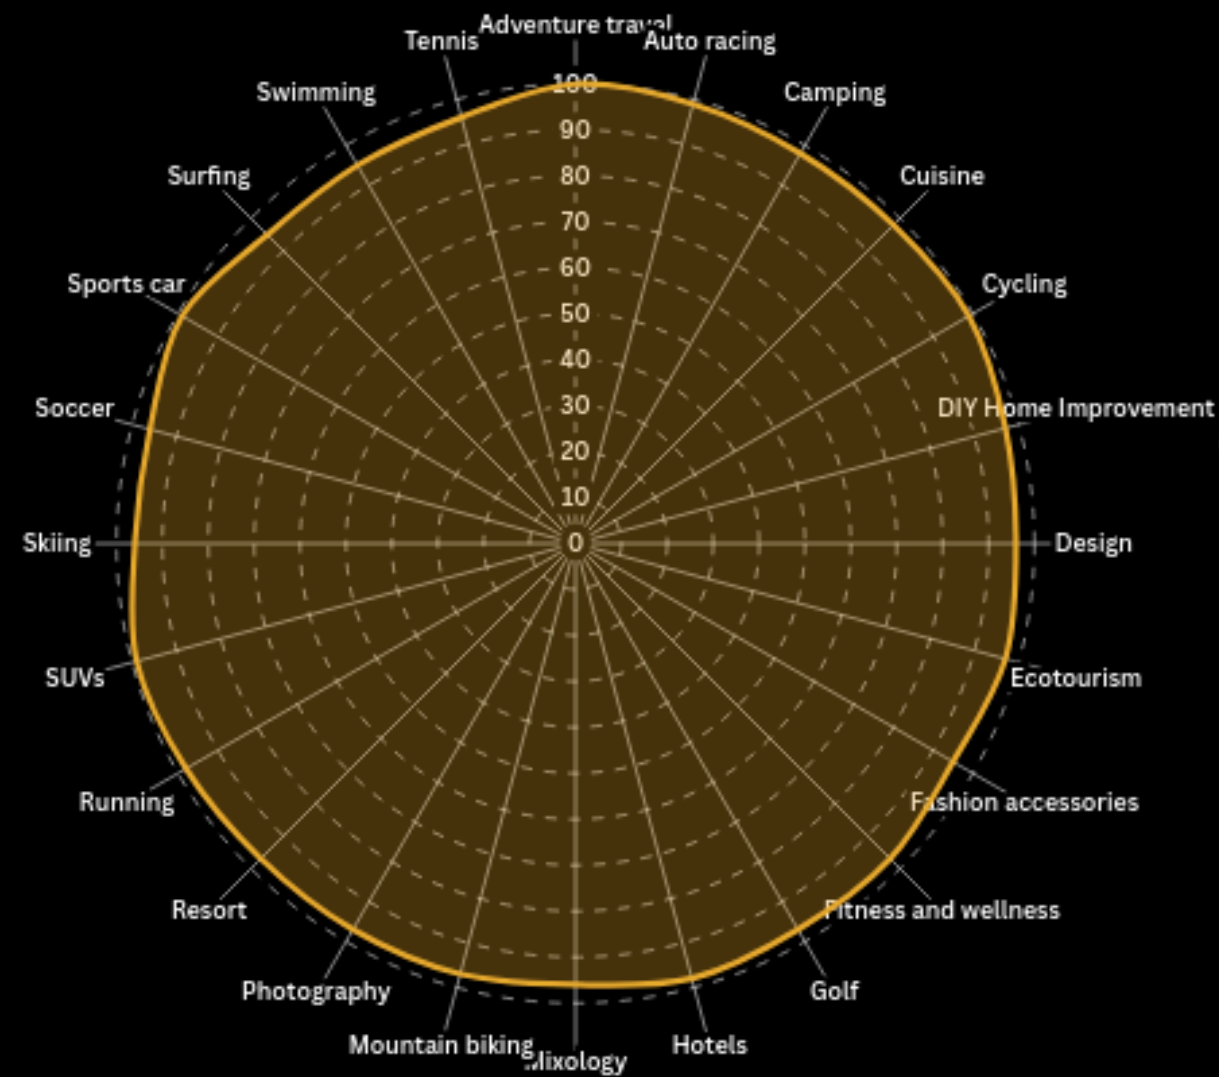 Adventure travel
Tennis
Auto racing
Swimming
Camping
100
90
80
70
60
50
40
30
20
10
0
Surfing
Cuisine
Sports car
Cycling
Soccer
DIY Home Improvement
Skiing
Design
SUVs
Ecotourism
Running
Fashion accessories
Resort
Fitness and wellness
Photography
Golf
Mountain biking
Hotels
Mixology